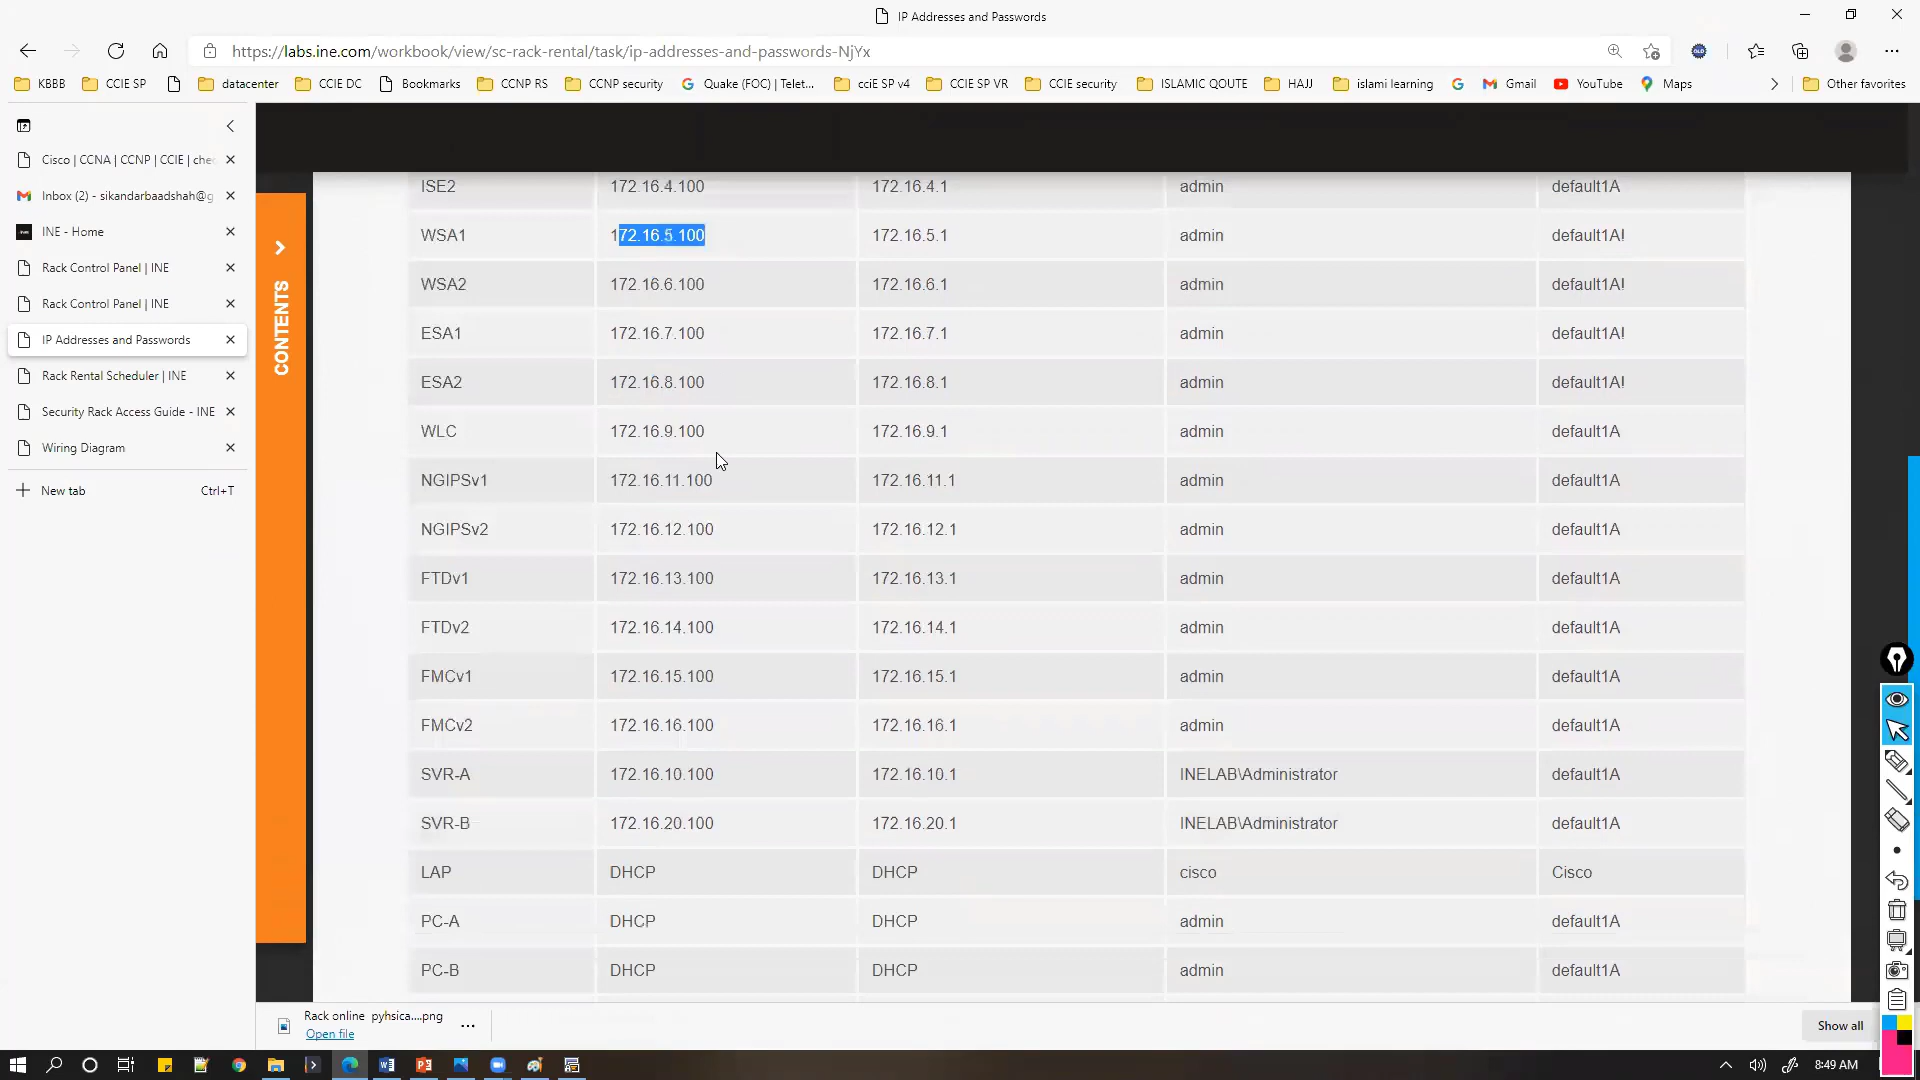 IP Addresses and Passwords
https://labs.ine.com/workbook/view/sc-rack-rental/task/ip-addresses-and-passwords-NjYx
KBBB CCIE SP datacenter CCIE DC Bookmarks CCNP RS CCNP security Quake (FOC) | Telet... cciE SP v4 CCIE SP VR CCIE security ISLAMIC QOUTE HAJJ islami learning Gmail YouTube Maps Other favorites
Cisco | CCNA | CCNP | CCIE | chec
Inbox (2) - sikandarbaadshah@g
INE - Home
Rack Control Panel | INE
Rack Control Panel | INE
IP Addresses and Passwords
Rack Rental Scheduler | INE
Security Rack Access Guide - INE
Wiring Diagram
New tab Ctrl+T
CONTENTS
ISE2 172.16.4.100 172.16.4.1 admin default1A
WSA1 172.16.5.100 172.16.5.1 admin default1A!
WSA2 172.16.6.100 172.16.6.1 admin default1A!
ESA1 172.16.7.100 172.16.7.1 admin default1A!
ESA2 172.16.8.100 172.16.8.1 admin default1A!
WLC 172.16.9.100 172.16.9.1 admin default1A
NGIPSv1 172.16.11.100 172.16.11.1 admin default1A
NGIPSv2 172.16.12.100 172.16.12.1 admin default1A
FTDv1 172.16.13.100 172.16.13.1 admin default1A
FTDv2 172.16.14.100 172.16.14.1 admin default1A
FMCv1 172.16.15.100 172.16.15.1 admin default1A
FMCv2 172.16.16.100 172.16.16.1 admin default1A
SVR-A 172.16.10.100 172.16.10.1 INELAB\Administrator default1A
SVR-B 172.16.20.100 172.16.20.1 INELAB\Administrator default1A
LAP DHCP DHCP cisco Cisco
PC-A DHCP DHCP admin default1A
PC-B DHCP DHCP admin default1A
Rack online pyhsica....png
Open file
Show all
8:49 AM